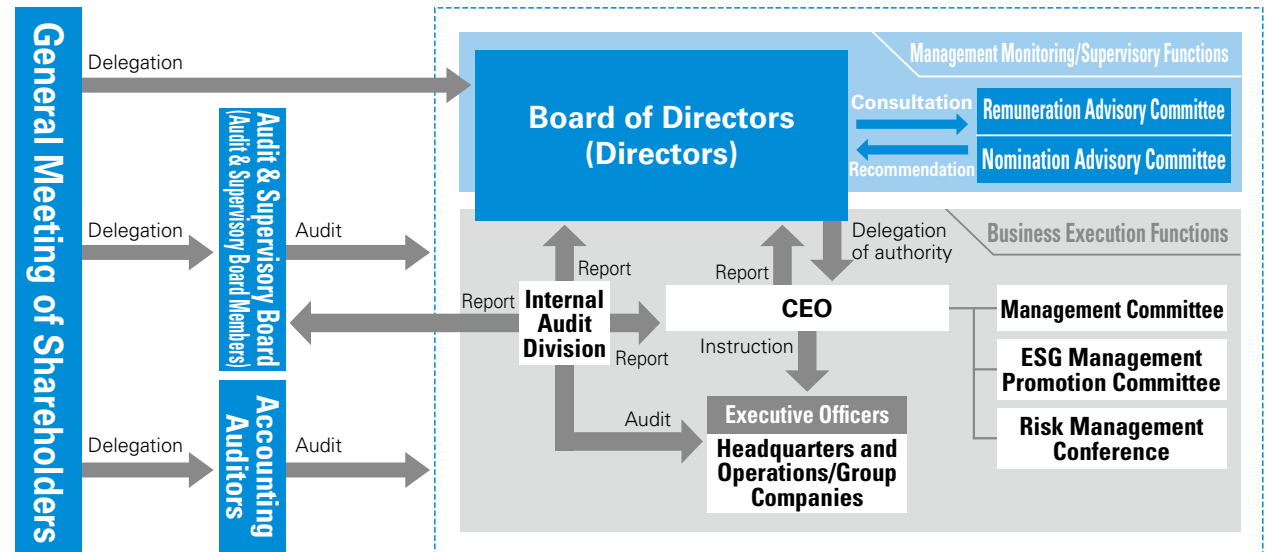 General Meeting of Shareholders
Delegation
Delegation
Delegation
Audit & Supervisory Board
(Audit & Supervisory Board Members)
Accounting
Auditors
Audit
Audit
Management Monitoring/Supervisory Functions
Board of Directors
(Directors)
Consultation
Recommendation
Remuneration Advisory Committee
Nomination Advisory Committee
Business Execution Functions
Report
Report
Report
Report
Internal
Audit
Division
Delegation
of authority
CEO
Instruction
Audit
Executive Officers
Headquarters and
Operations/Group
Companies
Management Committee
ESG Management
Promotion Committee
Risk Management
Conference